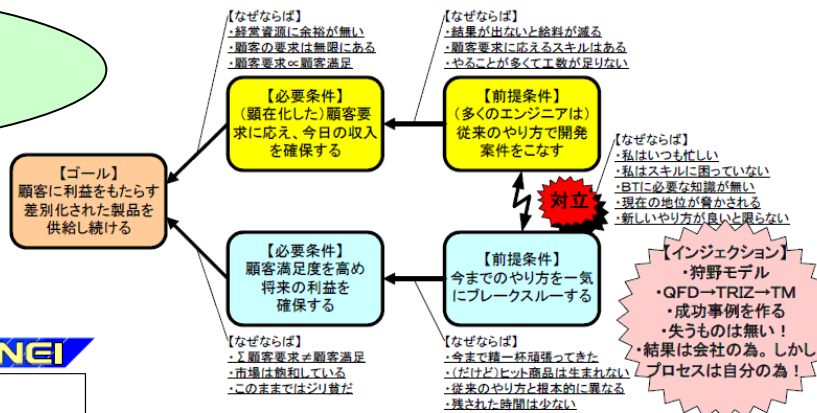 【なぜならば】
・経営資源に余裕が無い
・顧客の要求は無限にある
・顧客要求∝顧客満足
【なぜならば】
・結果が出ないと給料が減る
・顧客要求に応えるスキルはある
・やることが多くて工数が足りない
【必要条件】
(顕在化した)顧客要
求に応え、今日の収入
を確保する
【前提条件】
(多くのエンジニアは)
従来のやり方で開発
案件をこなす
【なぜならば】
・私はいつも忙しい
・私はスキルに困っていない
・BTに必要な知識が無い
・現在の地位が脅かされる
・新しいやり方が良いと限らない
【ゴール】
顧客に利益をもたらす
差別化された製品を
供給し続ける
対立
【必要条件】
顧客満足度を高め
将来の利益を
確保する
【前提条件】
今までのやり方を一気
にブレークスルーする
【インジェクション】
・狩野モデル
・QFD→TRIZ→TM
・成功事例を作る
・失うものは無い！
・結果は会社の為。しかし
プロセスは自分の為！
【なぜならば】
・Σ顧客要求≠顧客満足
・市場は飽和している
・このままではジリ貧だ
【なぜならば】
・今まで精一杯頑張ってきた
・(だけど)ヒット商品は生まれない
・従来のやり方と根本的に異なる
・残された時間は少ない
NEI